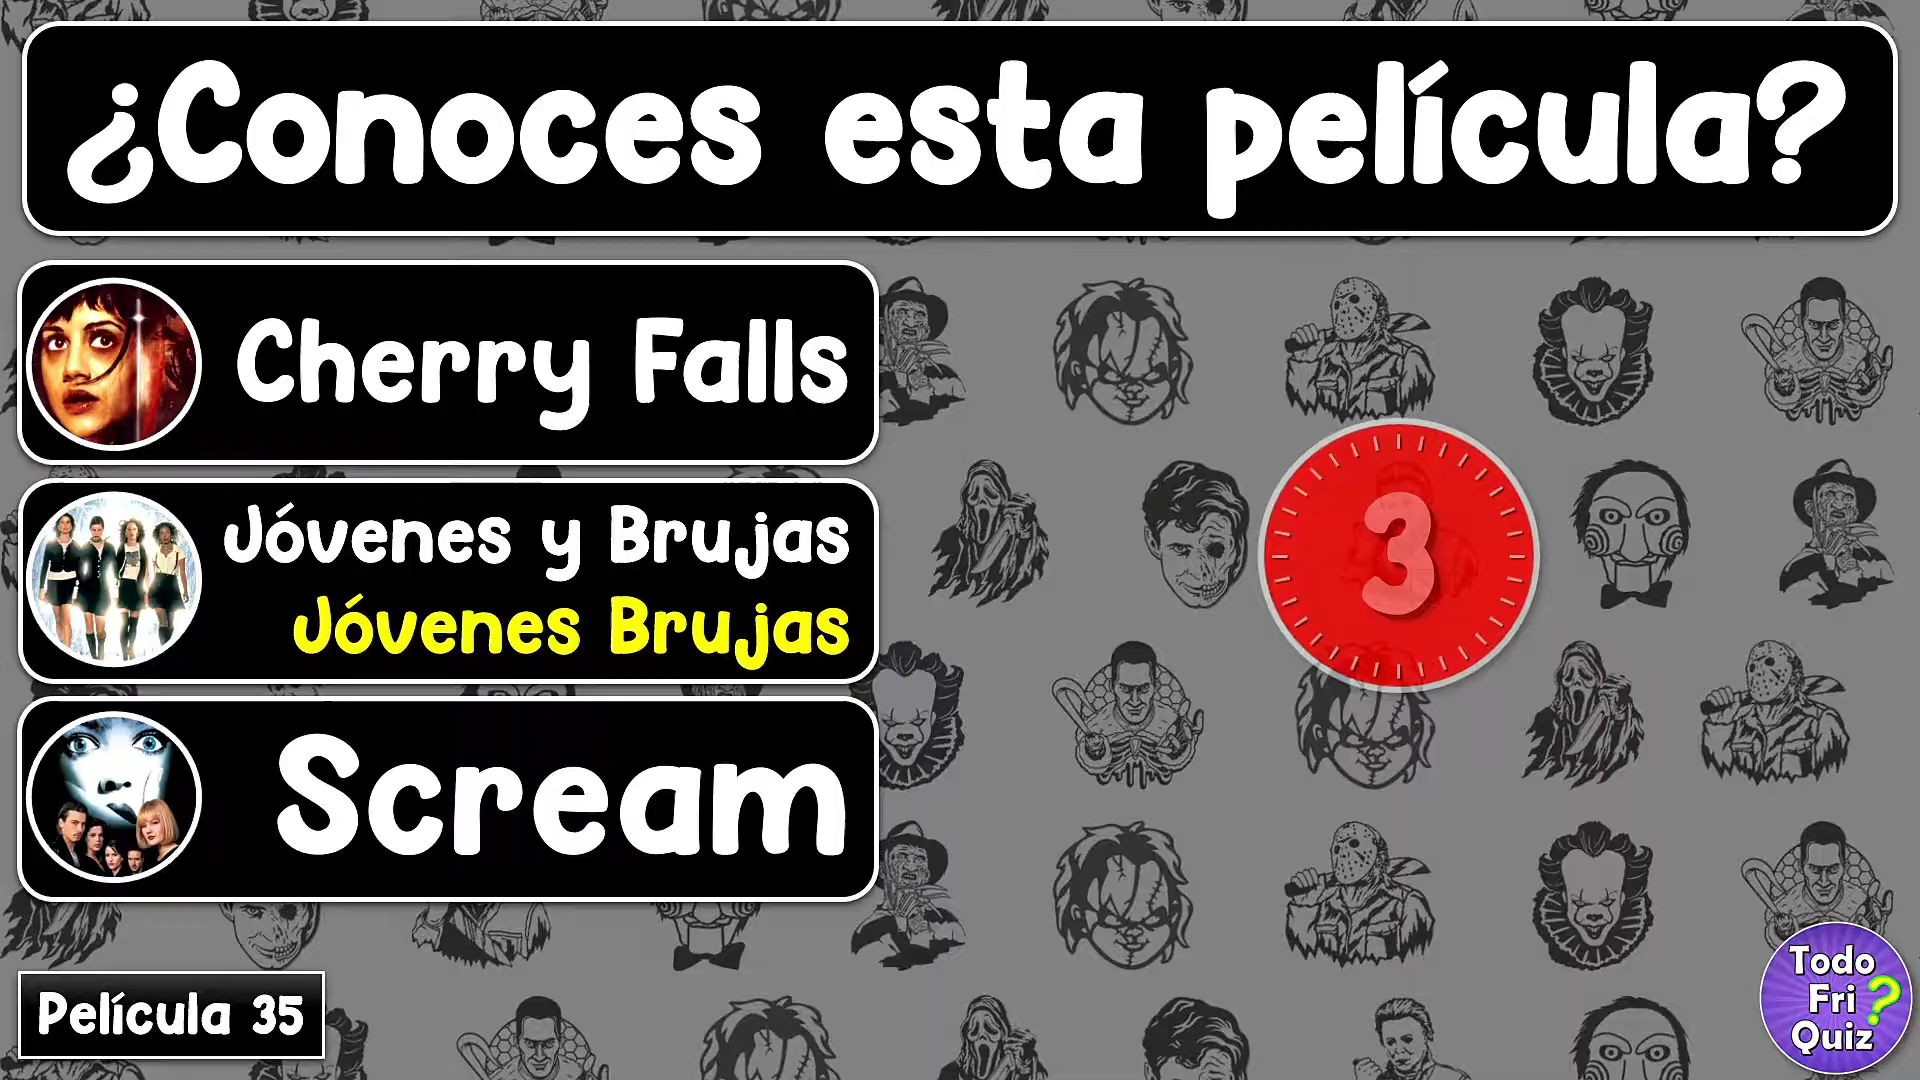 ¿Conoces esta película?
Cherry Falls
Jóvenes y Brujas
Jóvenes Brujas
Scream
3
Película 35
Todo
Fri ?
Quiz